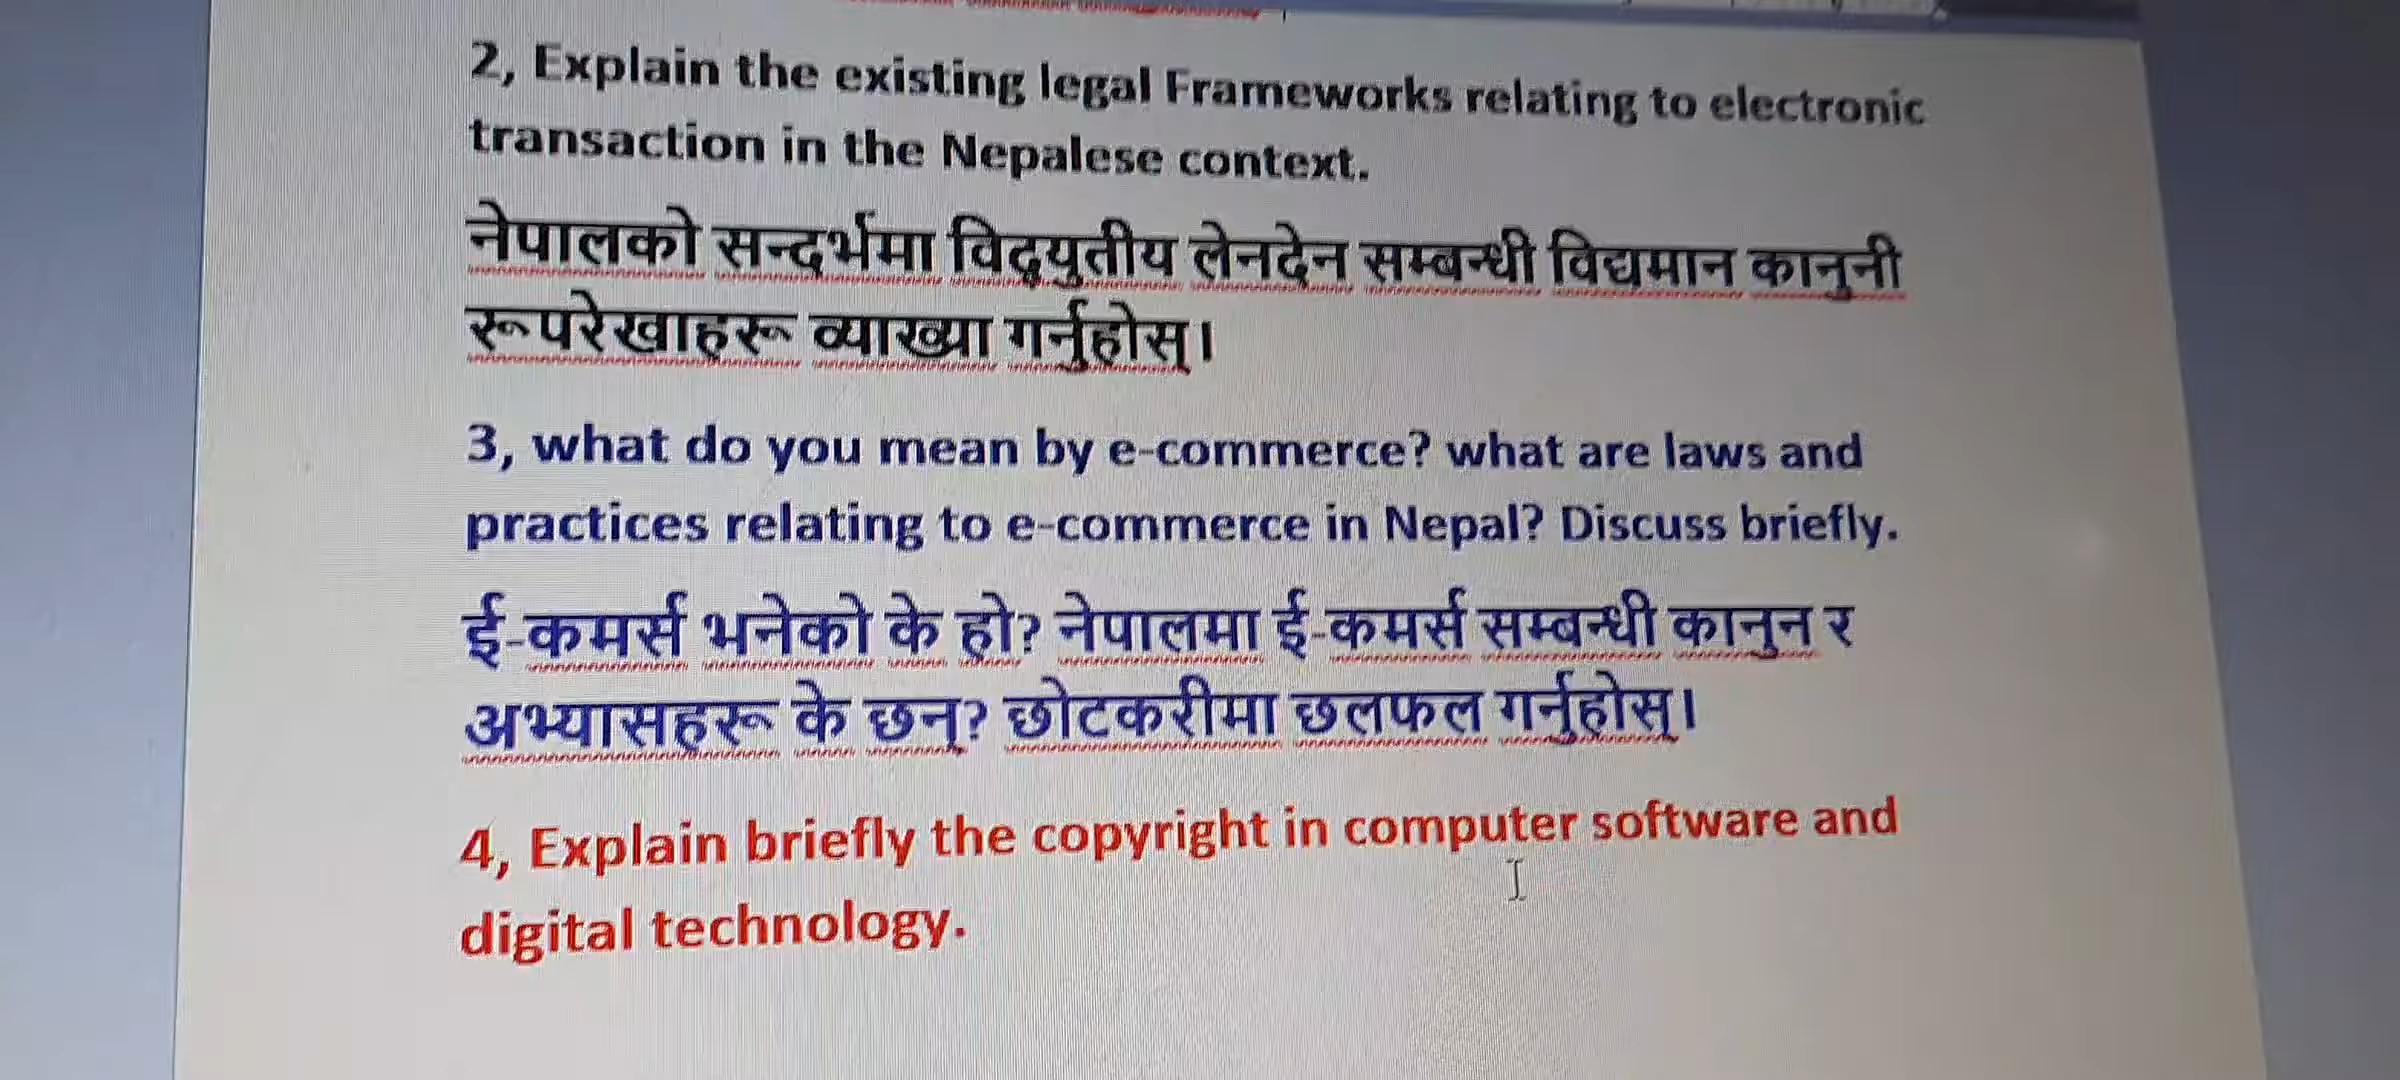 2, Explain the existing legal Frameworks relating to electronic
transaction in the Nepalese context.
नेपालको सन्दर्भमा विद्युतीय लेनदेन सम्बन्धी विद्यमान कानुनी
रूपरेखाहरू व्याख्या गर्नुहोस्।
3, what do you mean by e-commerce? what are laws and
practices relating to e-commerce in Nepal? Discuss briefly.
ई-कमर्स भनेको के हो? नेपालमा ई-कमर्स सम्बन्धी कानुन र
अभ्यासहरू के छन्? छोटकरीमा छलफल गर्नुहोस्।
4, Explain briefly the copyright in computer software and
digital technology.